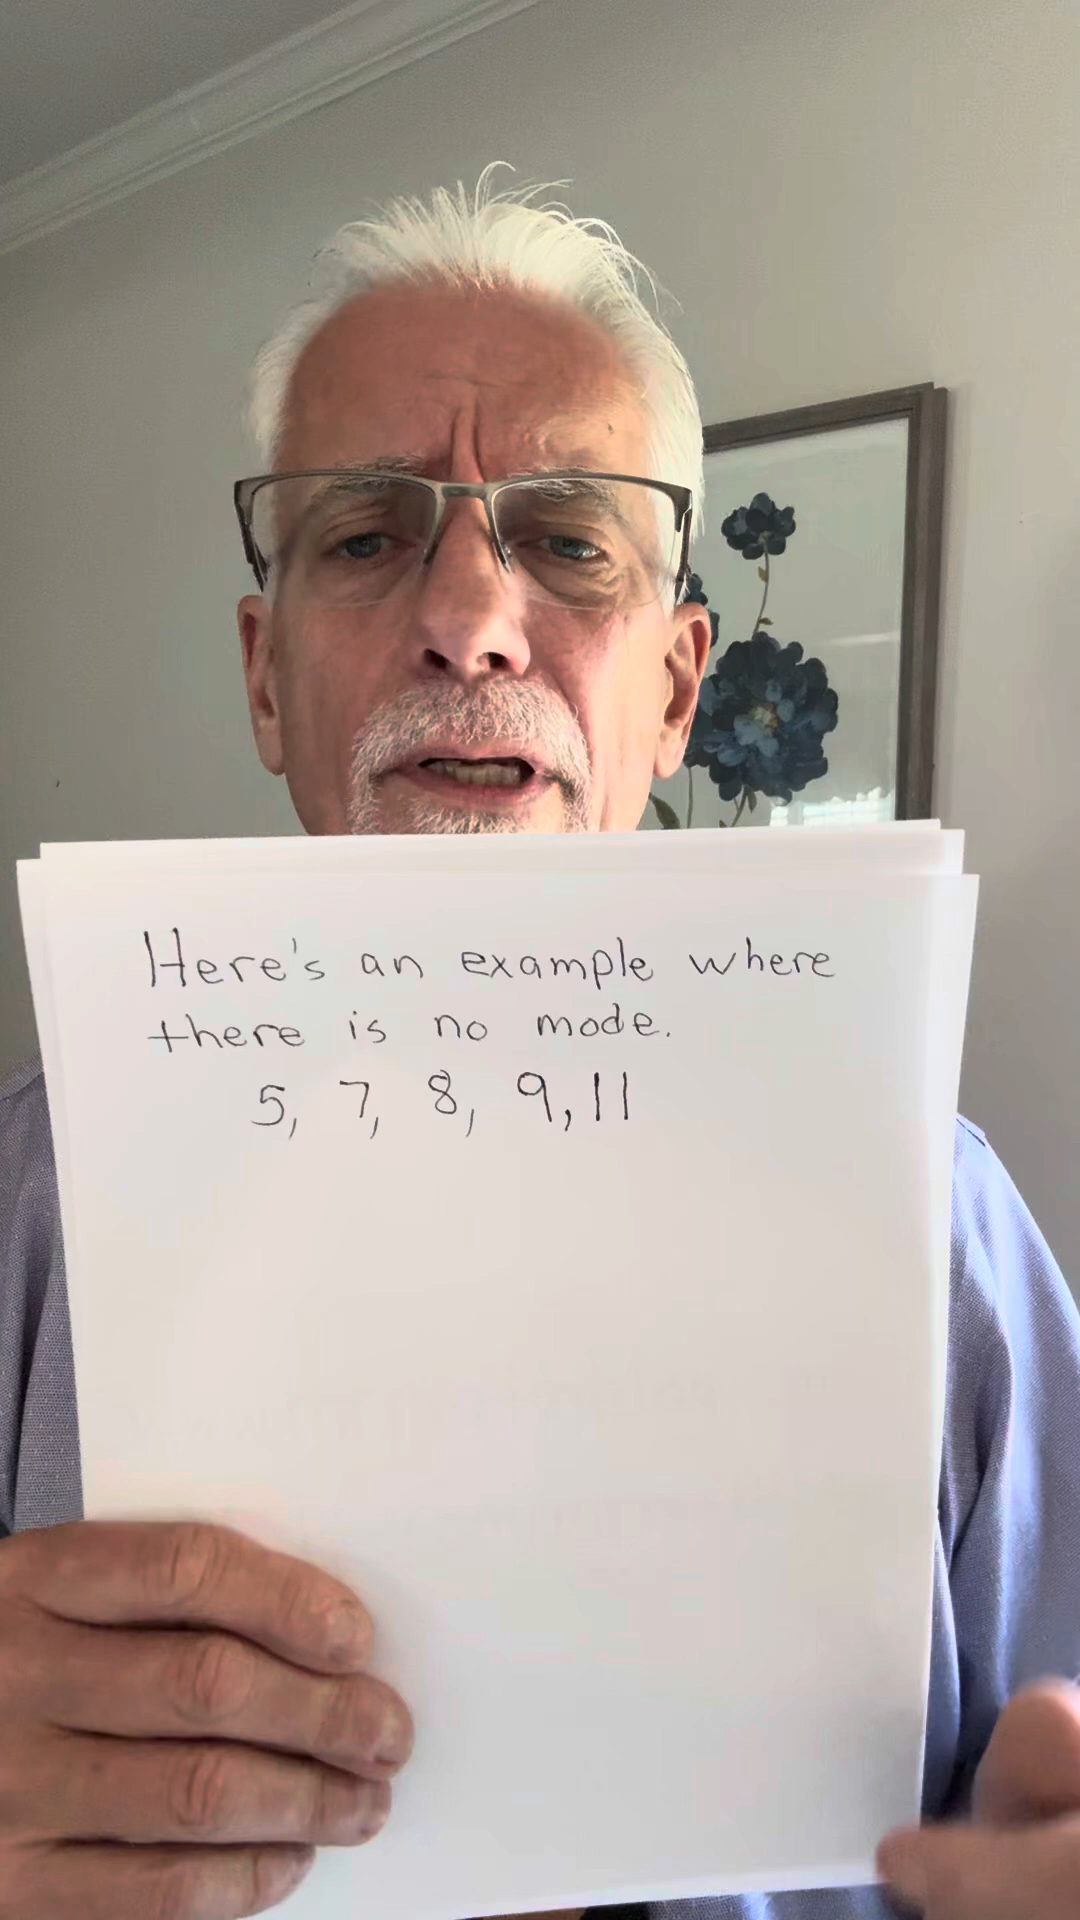 Here's an example where
there is no mode.
5, 7, 8, 9, 11